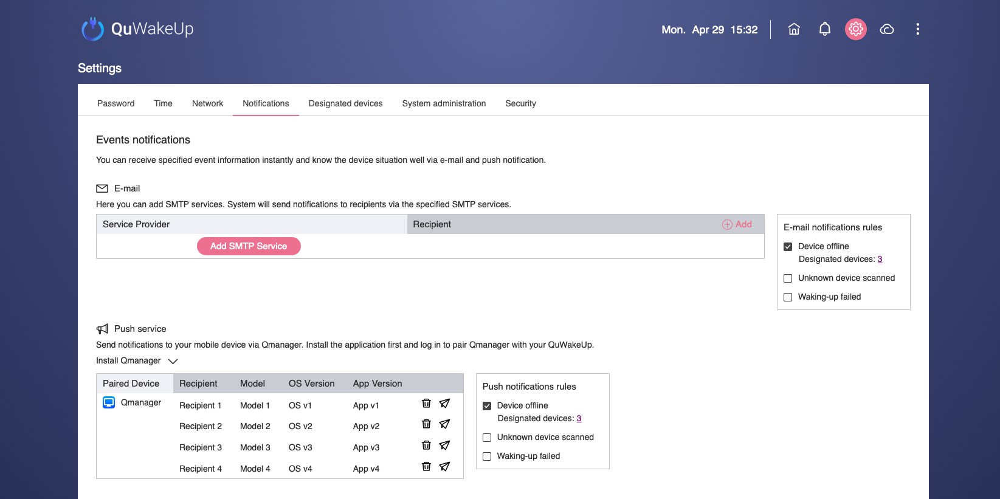 QuWakeUp
Mon. Apr 29 15:32
Settings
Password Time Network Notifications Designated devices System administration Security
Events notifications
You can receive specified event information instantly and know the device situation well via e-mail and push notification.
E-mail
Here you can add SMTP services. System will send notifications to recipients via the specified SMTP services.
Service Provider Recipient Add
Add SMTP Service
E-mail notifications rules
Device offline
Designated devices: 3
Unknown device scanned
Waking-up failed
Push service
Send notifications to your mobile device via Qmanager. Install the application first and log in to pair Qmanager with your QuWakeUp.
Install Qmanager
Paired Device Recipient Model OS Version App Version
Qmanager Recipient 1 Model 1 OS v1 App v1
Recipient 2 Model 2 OS v2 App v2
Recipient 3 Model 3 OS v3 App v3
Recipient 4 Model 4 OS v4 App v4
Push notifications rules
Device offline
Designated devices: 3
Unknown device scanned
Waking-up failed